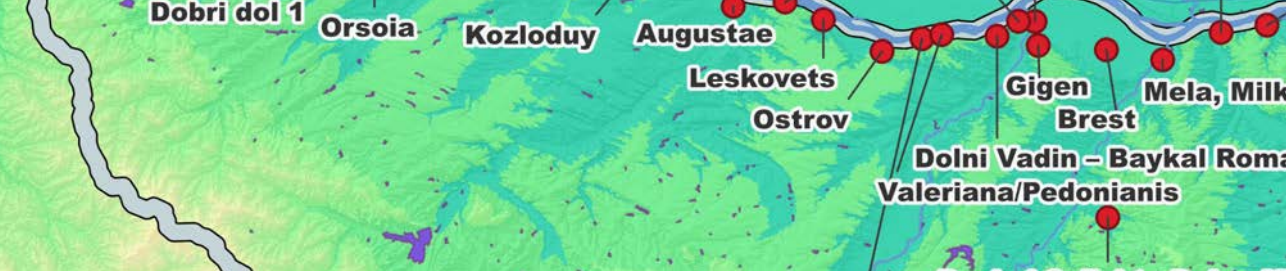 Dobri dol 1
Orsoia
Kozloduy
Augustae
Leskovets
Ostrov
Gigen
Mela, Milk
Brest
Dolni Vadin – Baykal Roma
Valeriana/Pedonianis